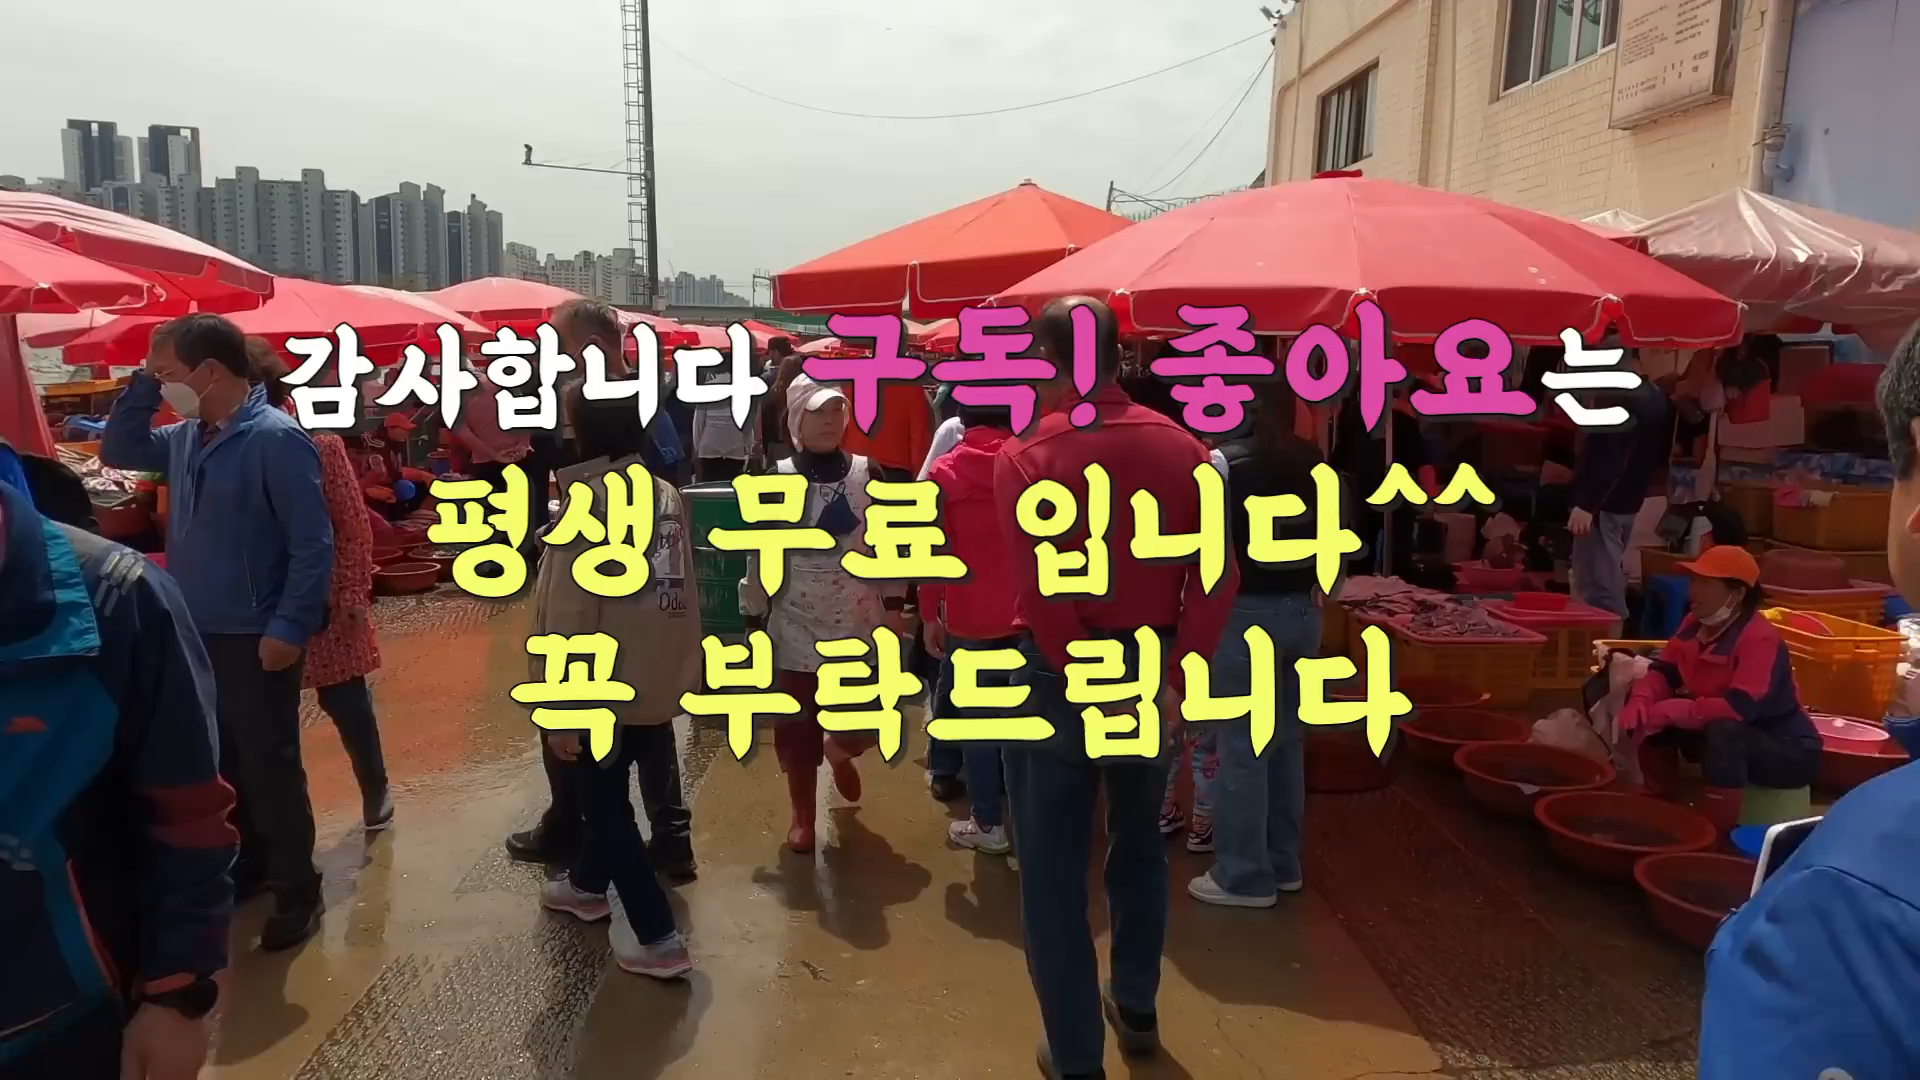 감사합니다 구독! 좋아요는
평생 무료 입니다^^
꼭 부탁드립니다